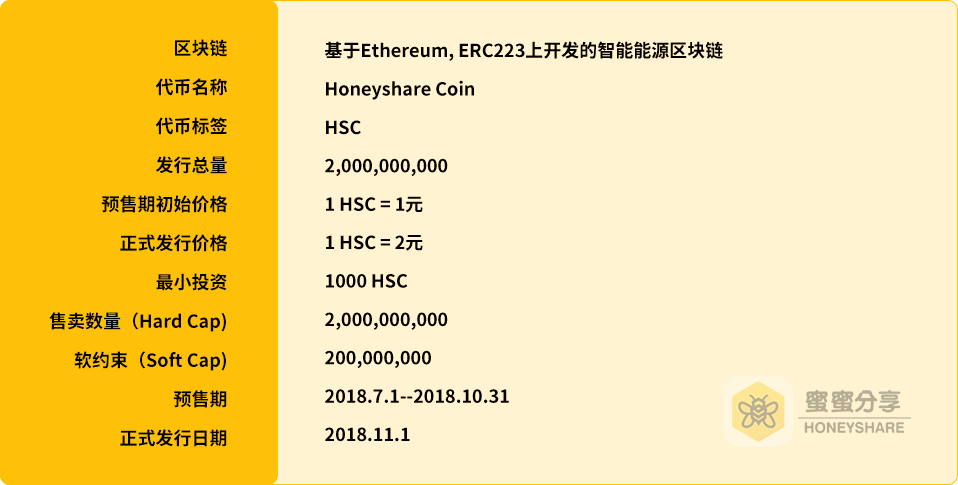 区块链 基于Ethereum, ERC223上开发的智能能源区块链
代币名称 Honeyshare Coin
代币标签 HSC
发行总量 2,000,000,000
预售期初始价格 1 HSC = 1元
正式发行价格 1 HSC = 2元
最小投资 1000 HSC
售卖数量（Hard Cap) 2,000,000,000
软约束（Soft Cap) 200,000,000
预售期 2018.7.1--2018.10.31
正式发行日期 2018.11.1
蜜蜜分享
HONEYSHARE